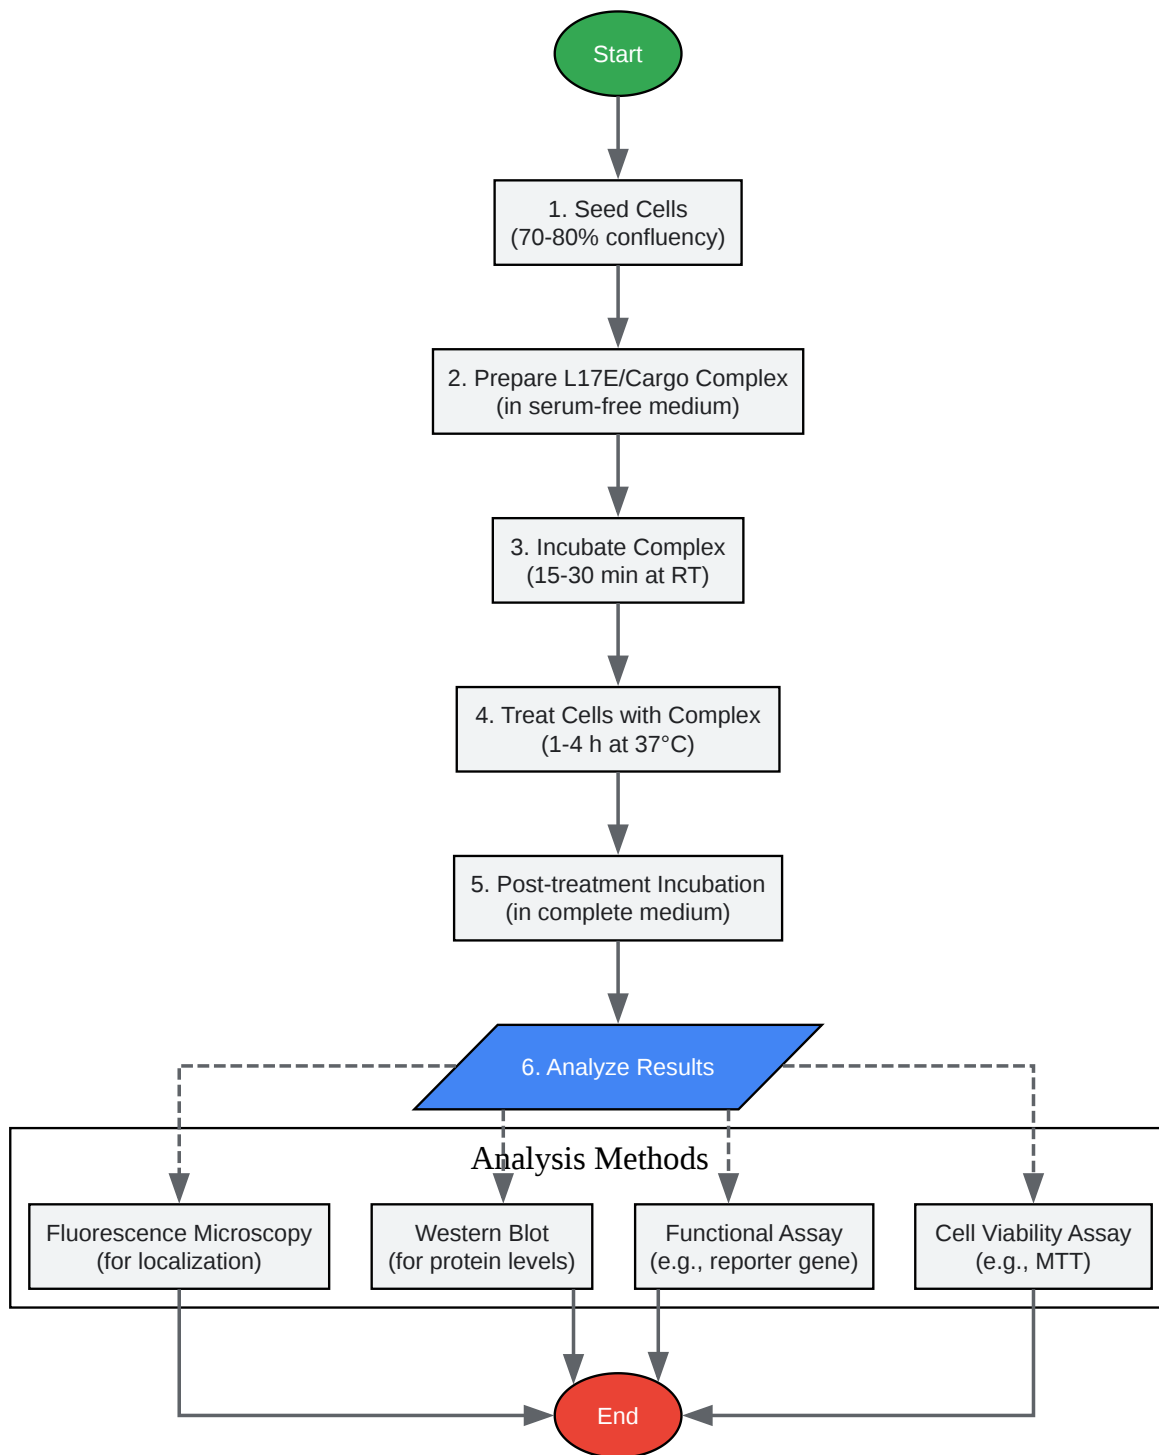 Start
1. Seed Cells
(70-80% confluency)
2. Prepare L17E/Cargo Complex
(in serum-free medium)
3. Incubate Complex
(15-30 min at RT)
4. Treat Cells with Complex
(1-4 h at 37°C)
5. Post-treatment Incubation
(in complete medium)
6. Analyze Results
Analysis Methods
Fluorescence Microscopy
(for localization)
Western Blot
(for protein levels)
Functional Assay
(e.g., reporter gene)
Cell Viability Assay
(e.g., MTT)
End